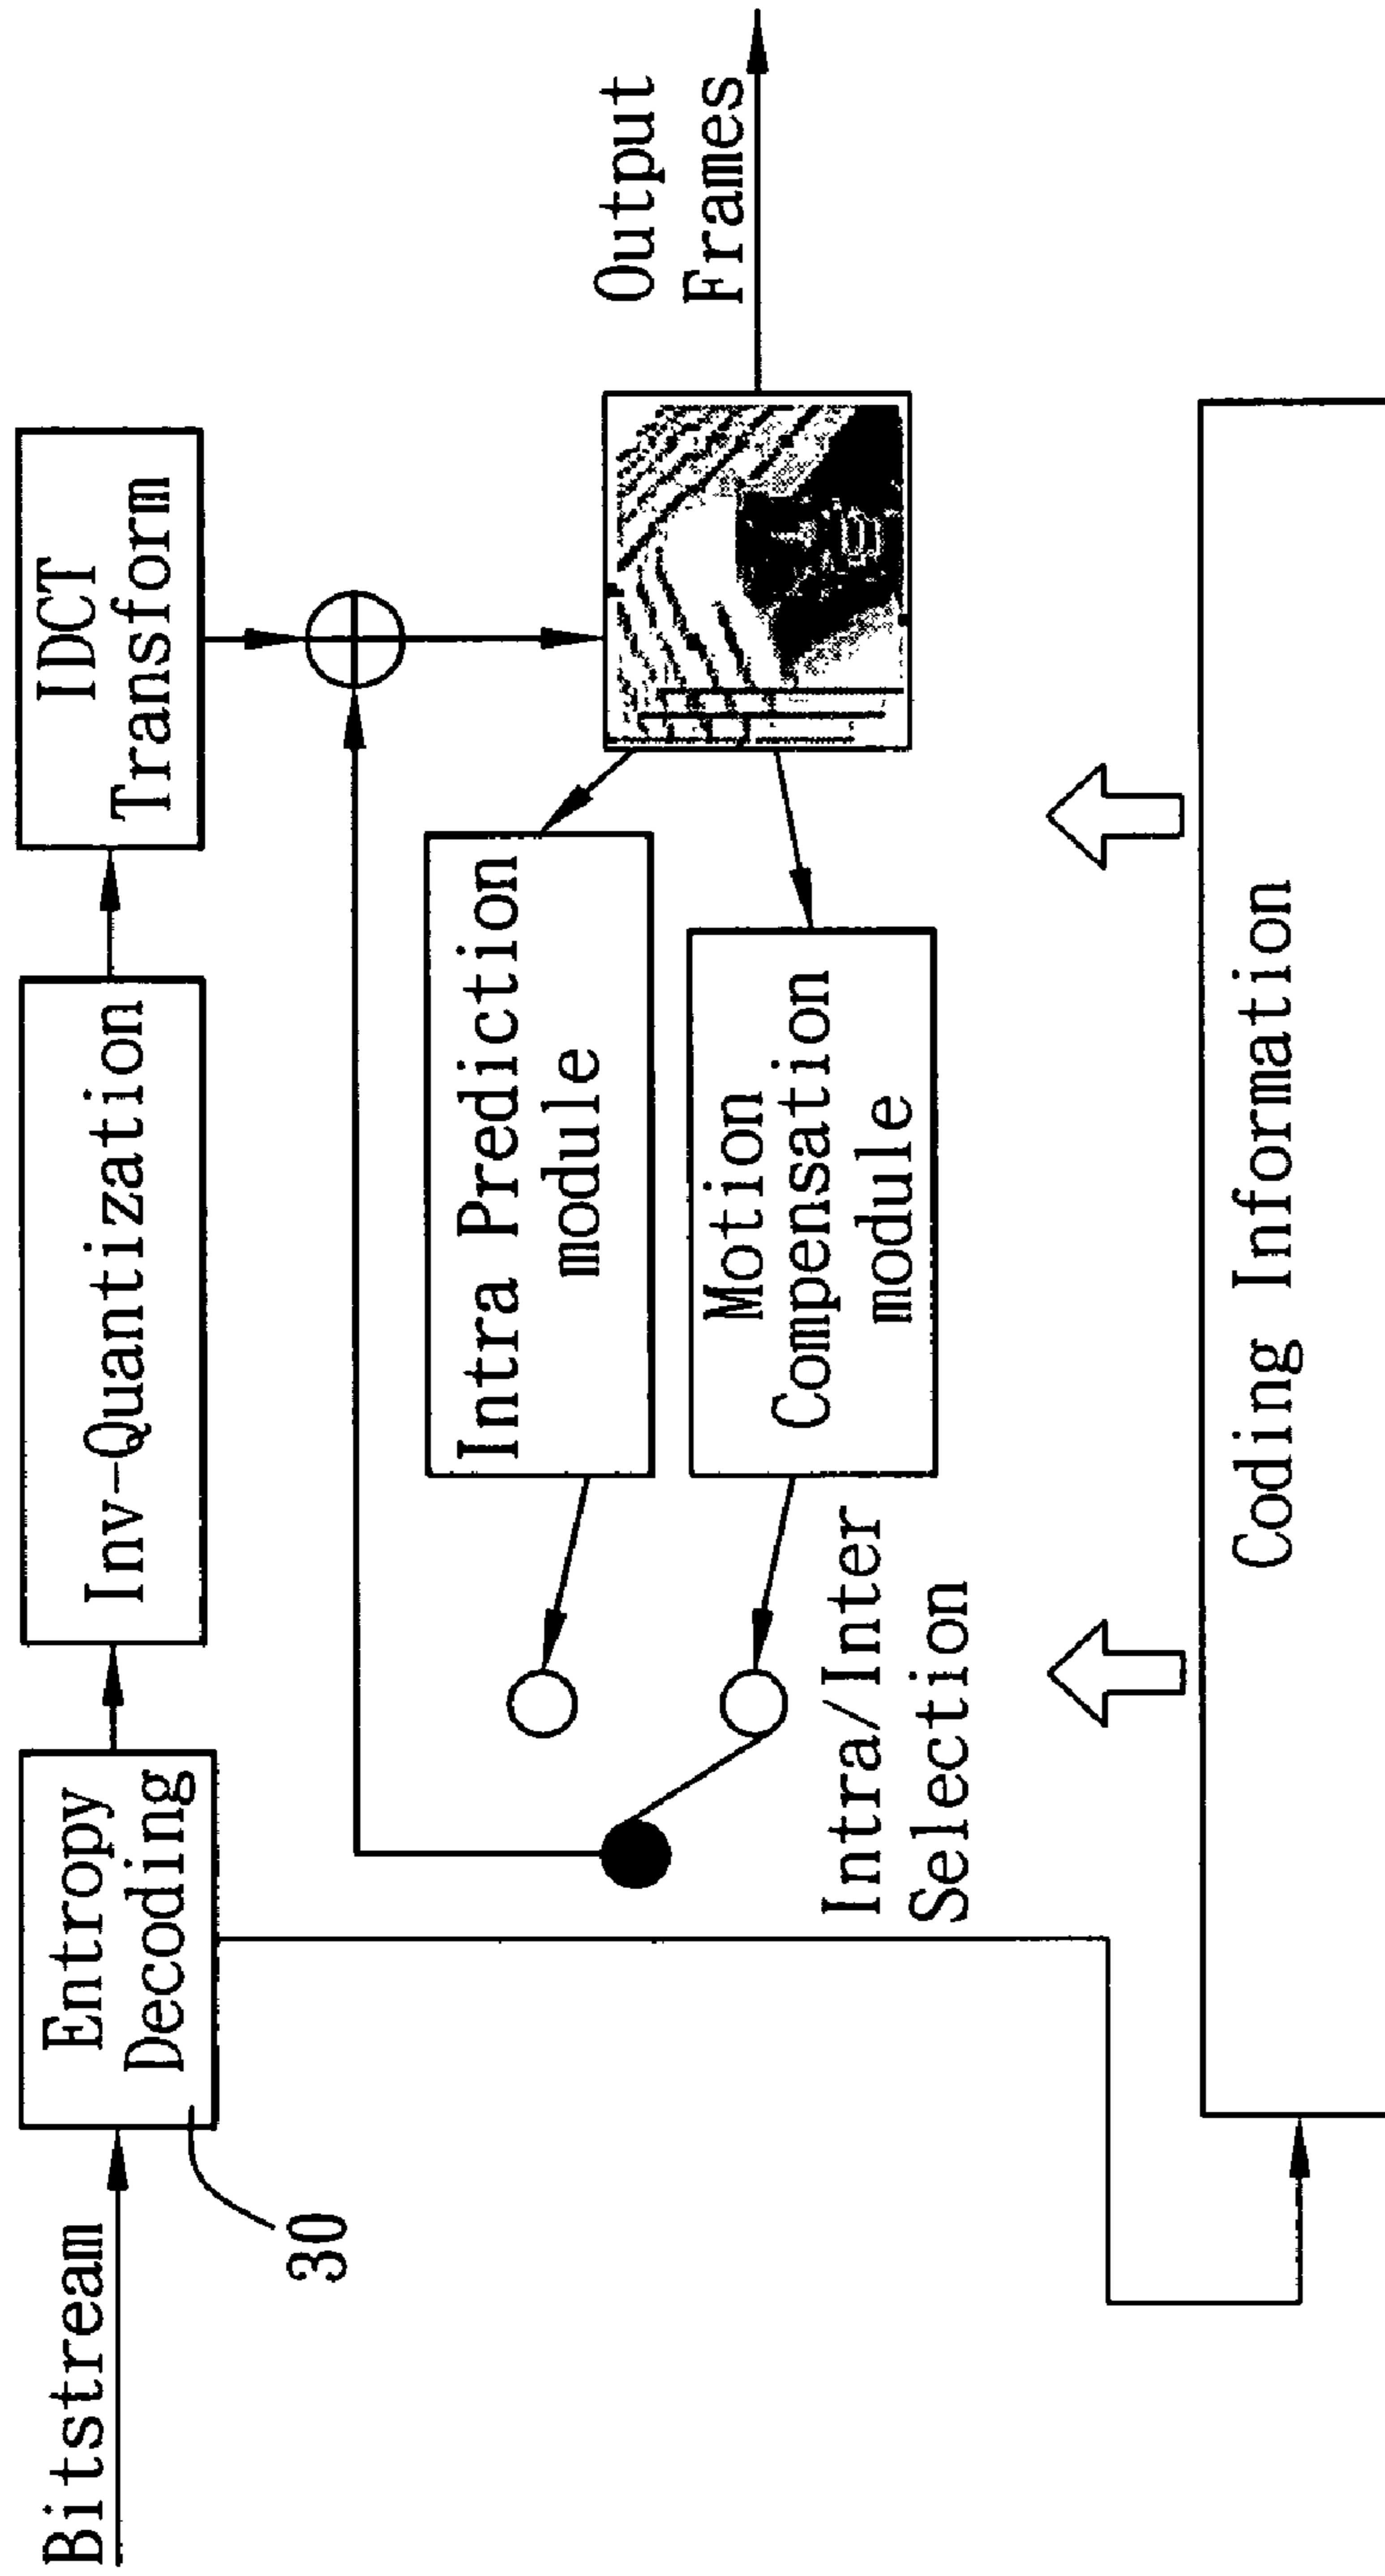 Bitstream
Entropy
Decoding
30
Inv-Quantization
IDCT
Transform
Intra Prediction
module
Motion
Compensation
module
Intra/Inter
Selection
Output
Frames
Coding Information